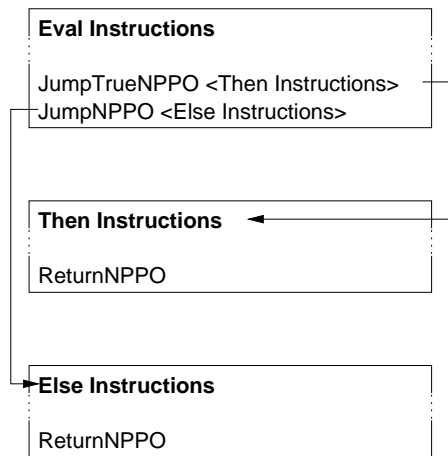 Eval Instructions
JumpTrueNPPO <Then Instructions>
JumpNPPO <Else Instructions>
Then Instructions
ReturnNPPO
Else Instructions
ReturnNPPO